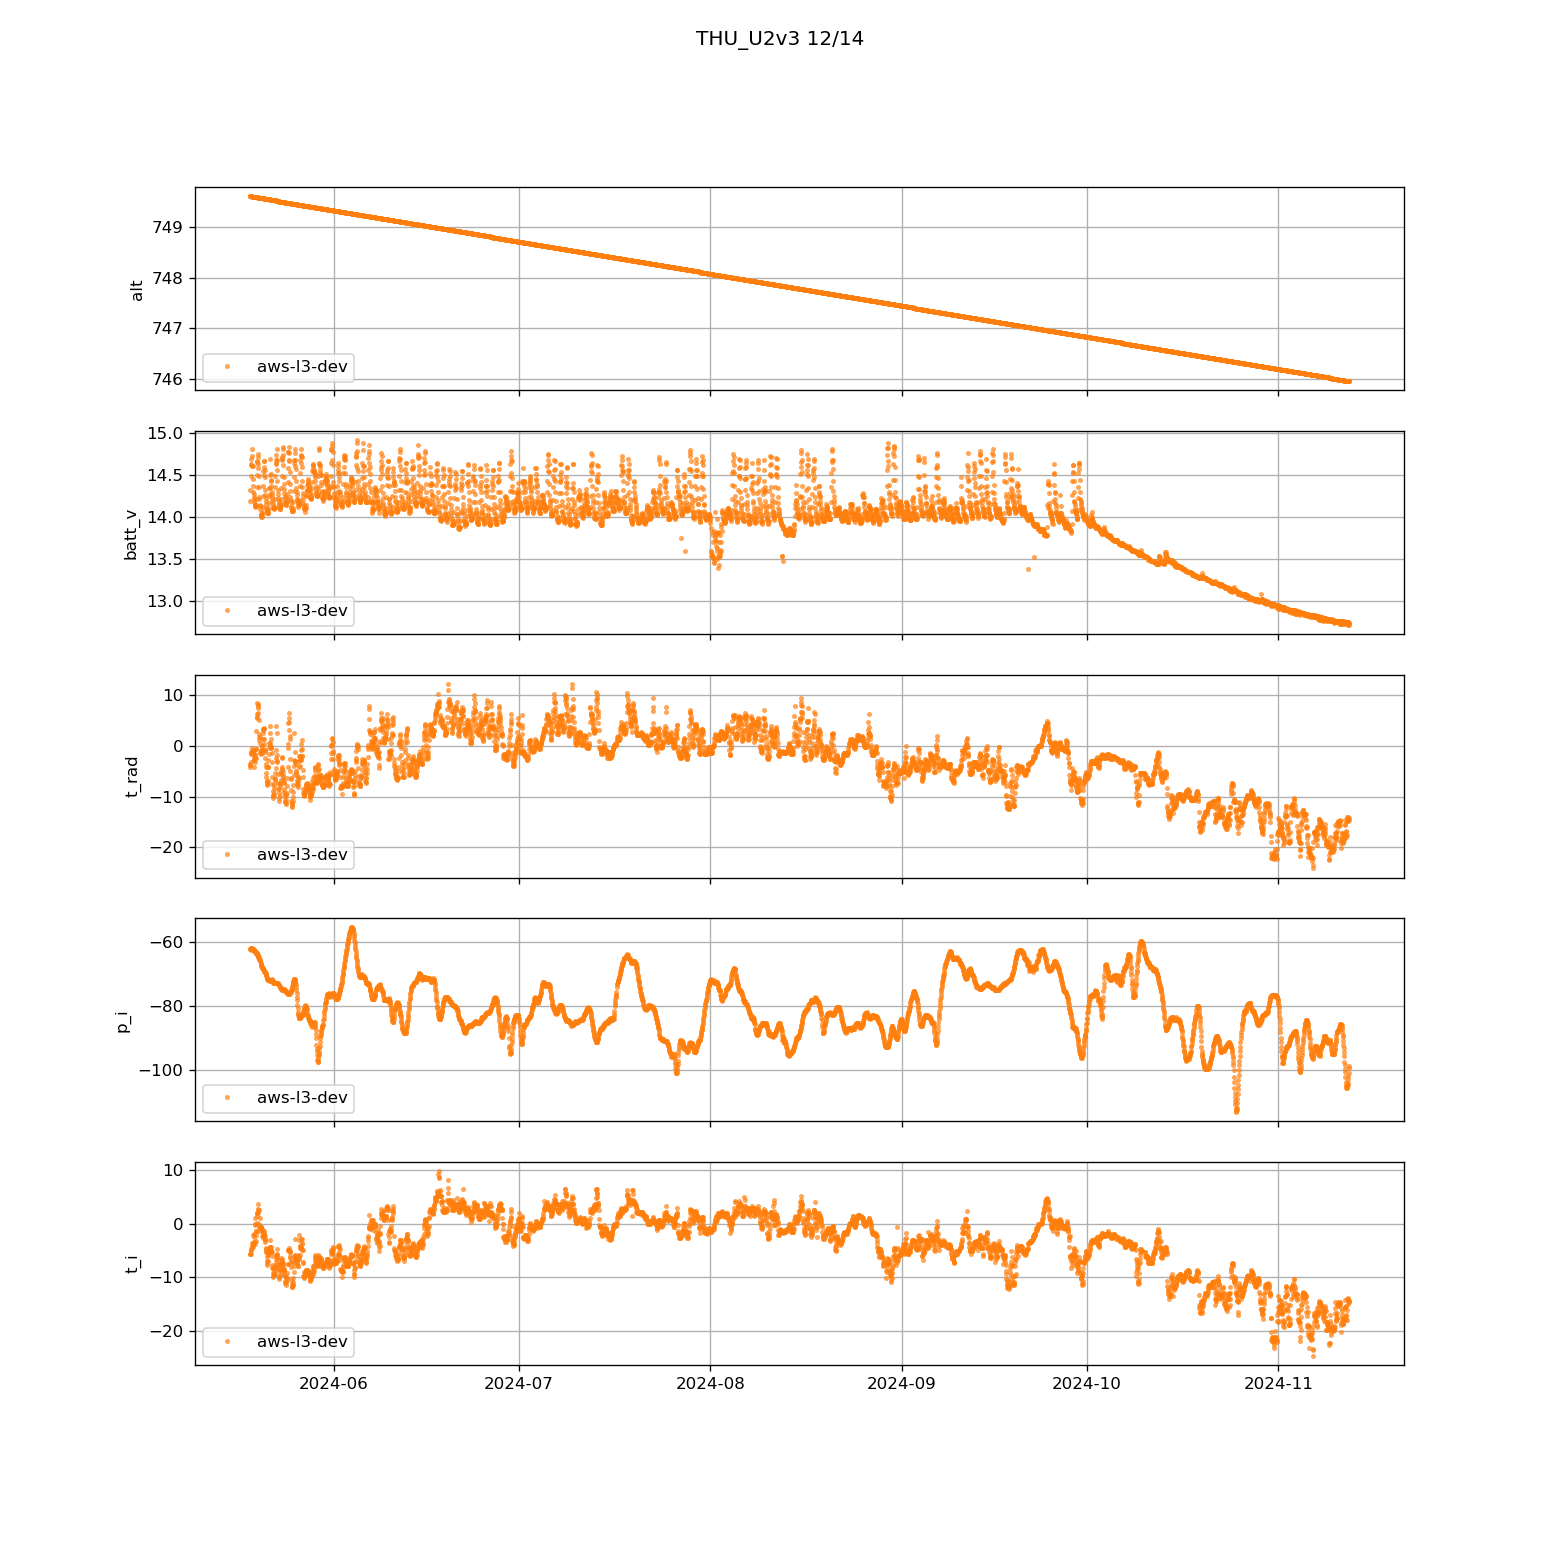 THU_U2v3 12/14
749
748
747
746
alt
aws-l3-dev
15.0
14.5
14.0
13.5
13.0
batt_v
aws-l3-dev
10
0
−10
−20
t_rad
aws-l3-dev
−60
−80
−100
p_i
aws-l3-dev
10
0
−10
−20
t_i
aws-l3-dev
2024-06 2024-07 2024-08 2024-09 2024-10 2024-11